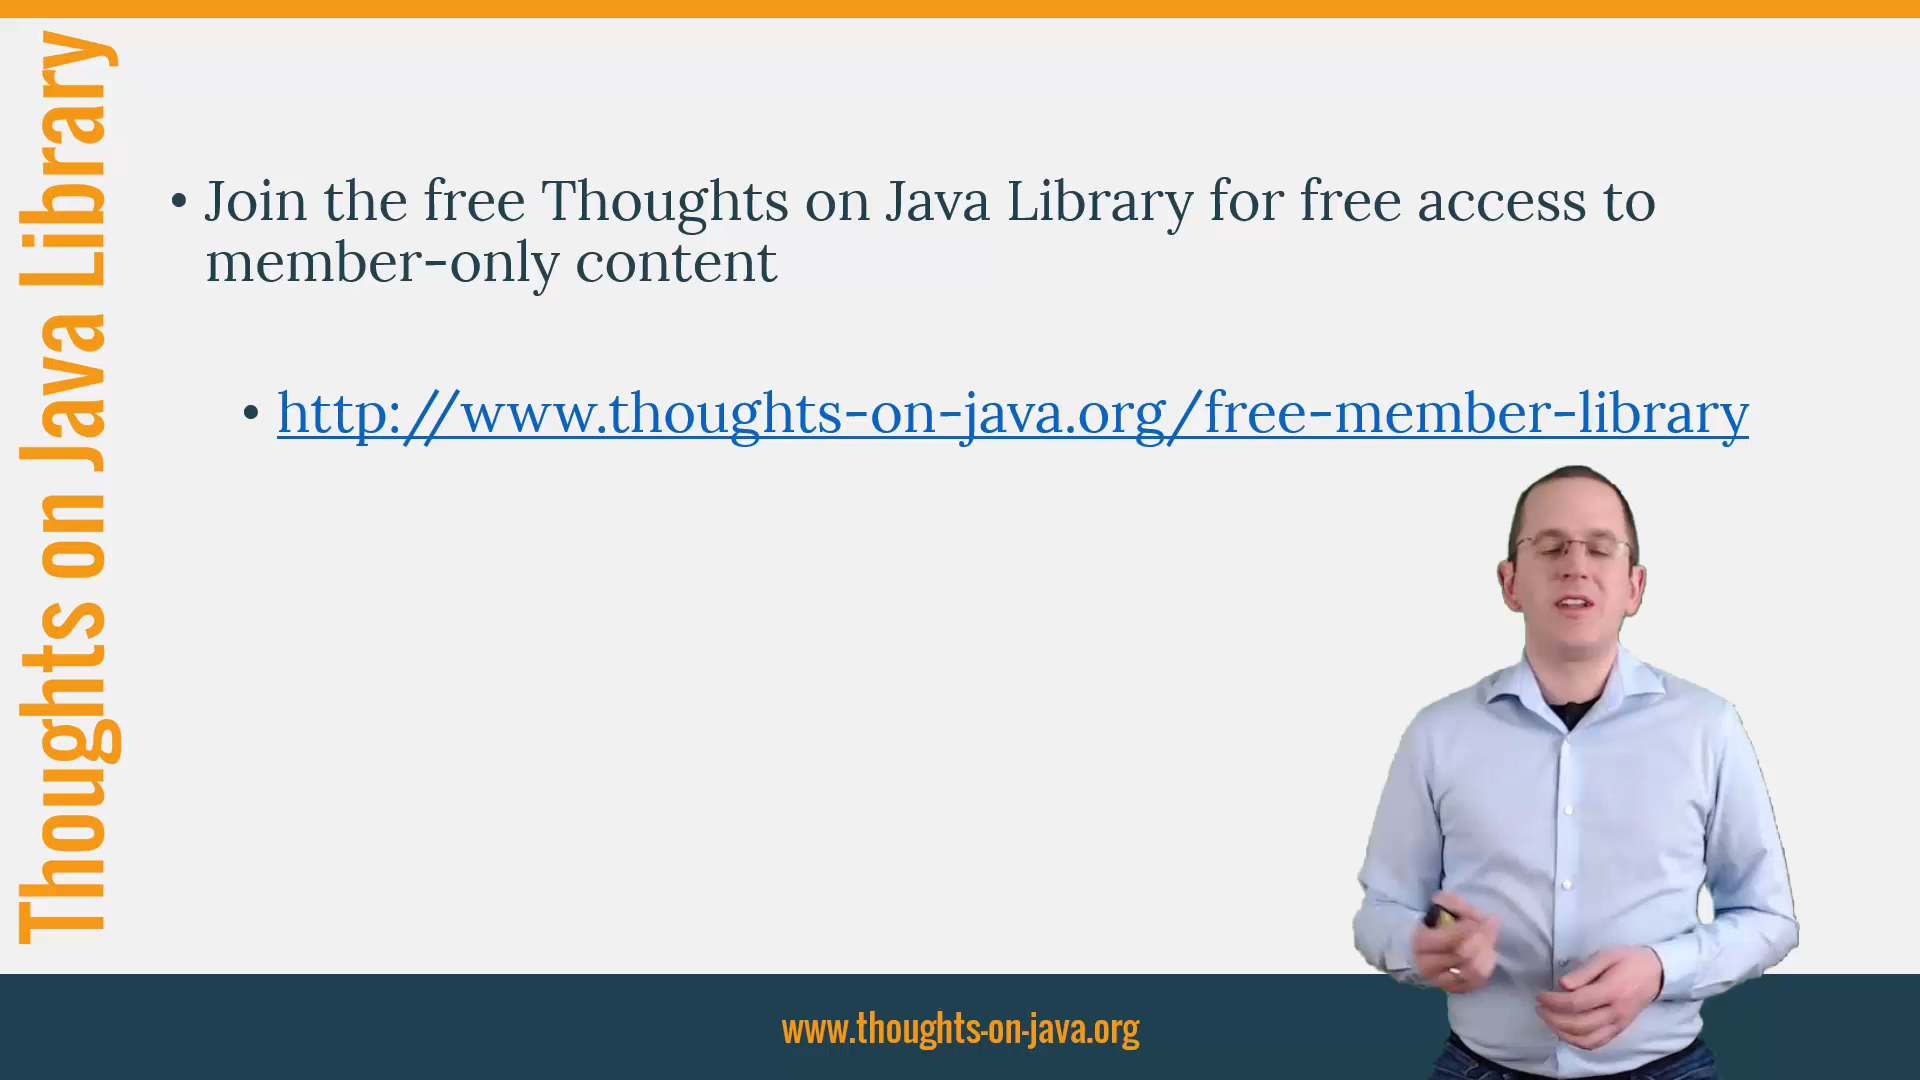 Thoughts on Java Library
• Join the free Thoughts on Java Library for free access to
member-only content
• http://www.thoughts-on-java.org/free-member-library
www.thoughts-on-java.org